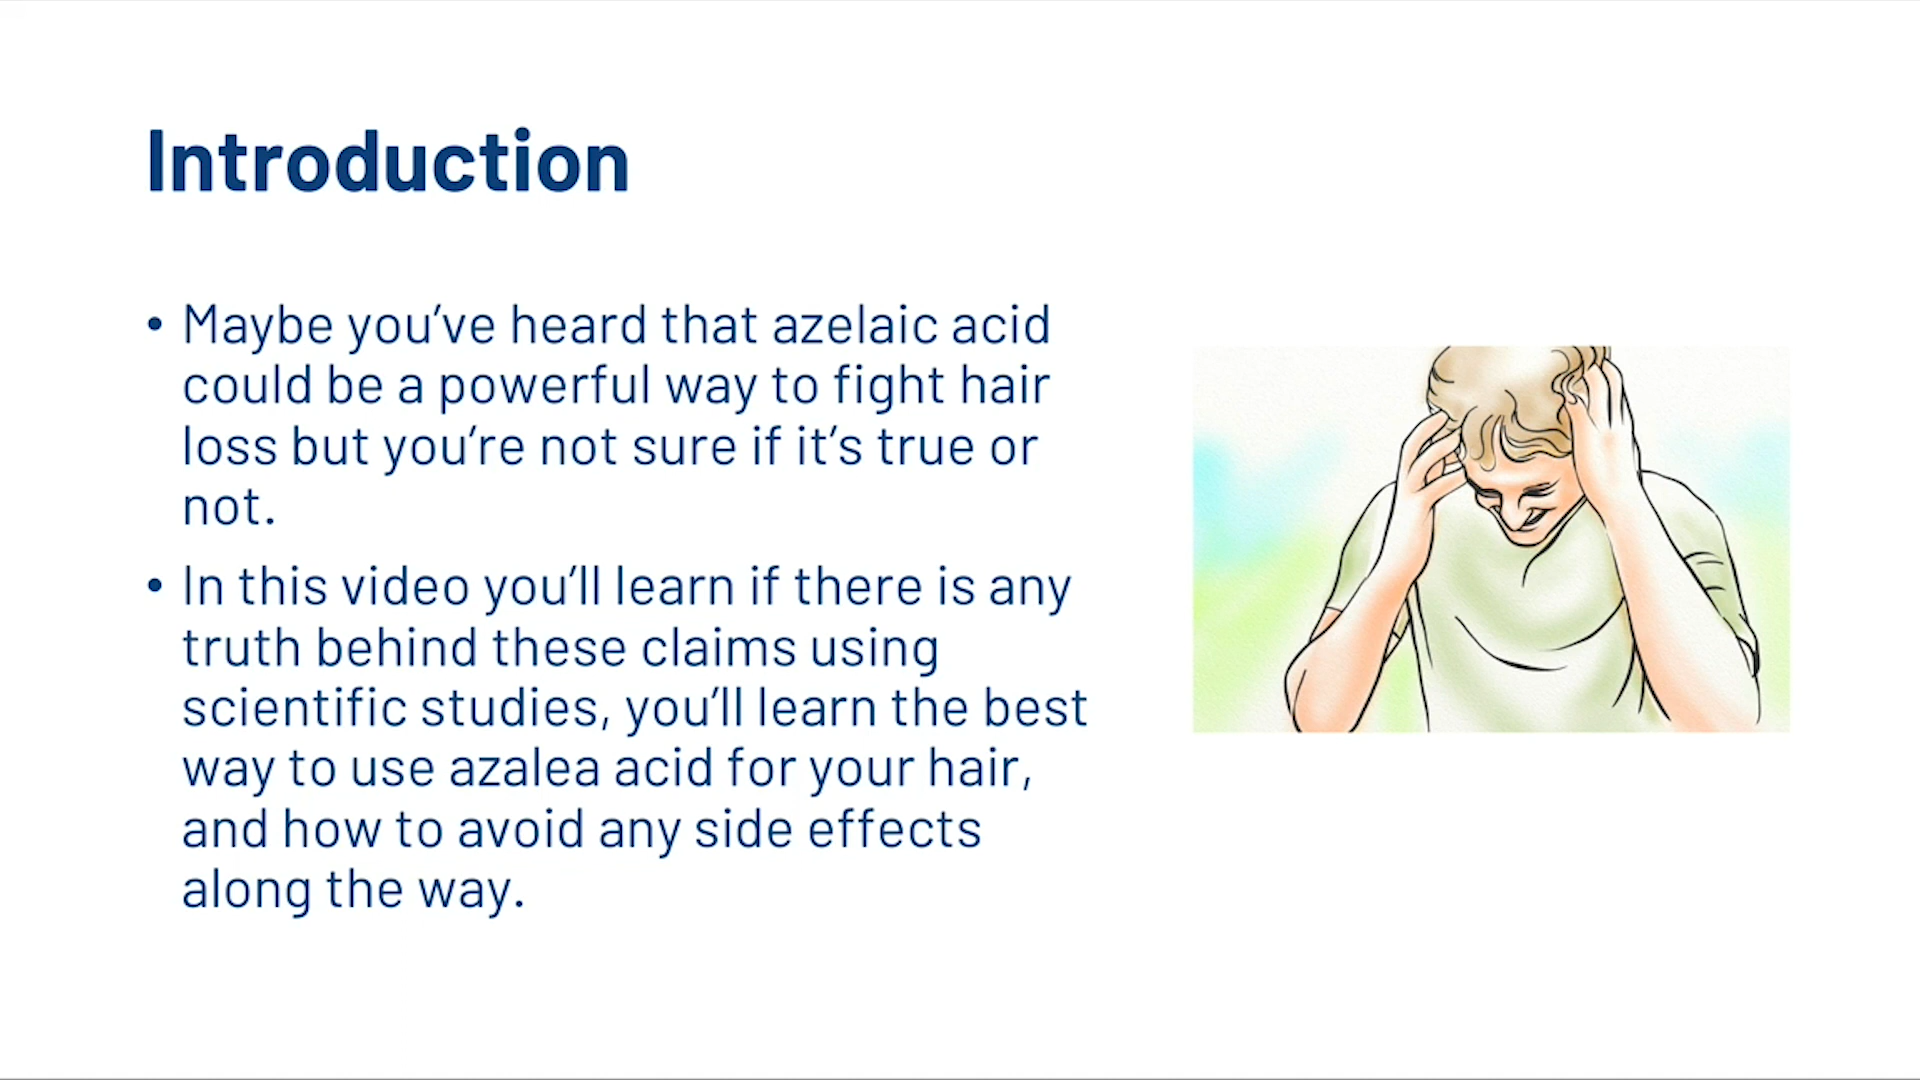 Introduction
• Maybe you’ve heard that azelaic acid
could be a powerful way to fight hair
loss but you’re not sure if it’s true or
not.
• In this video you’ll learn if there is any
truth behind these claims using
scientific studies, you’ll learn the best
way to use azalea acid for your hair,
and how to avoid any side effects
along the way.